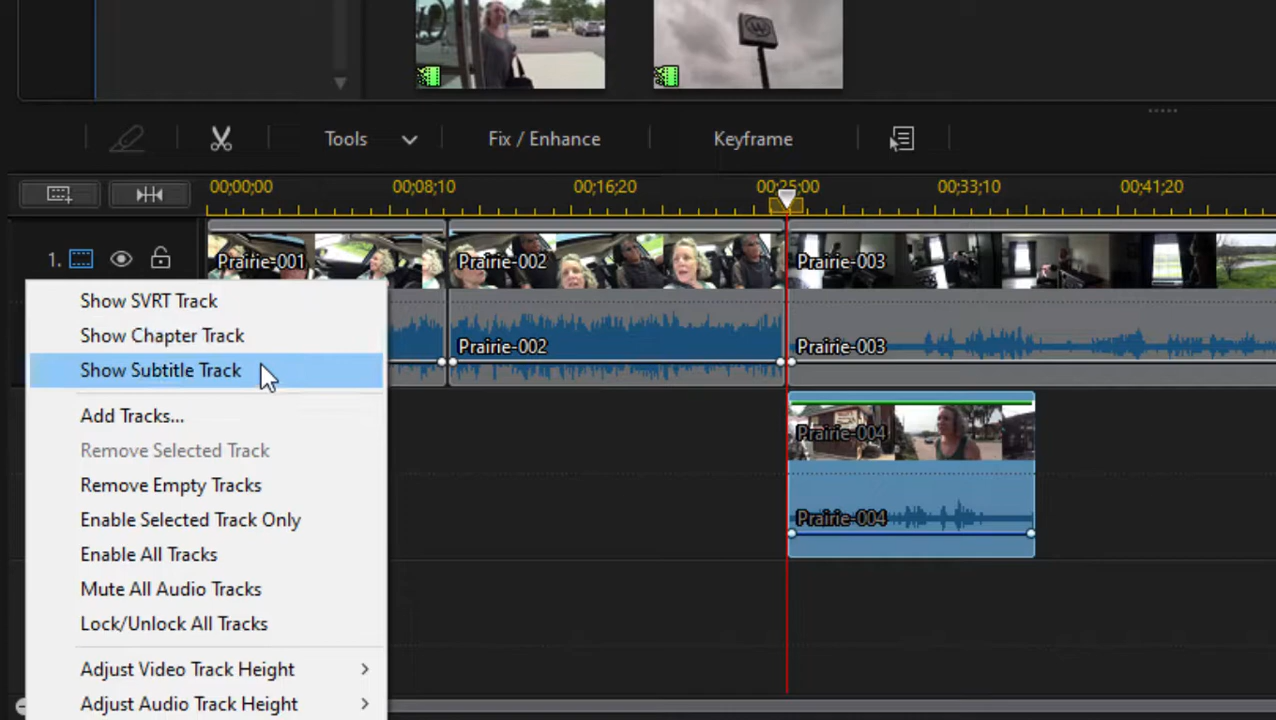 Tools
Fix / Enhance
Keyframe
00;00;00
00;08;10
00;16;20
00;25;00
00;33;10
00;41;20
1.
Prairie-001
Prairie-002
Prairie-003
Show SVRT Track
Show Chapter Track
Show Subtitle Track
Add Tracks...
Remove Selected Track
Remove Empty Tracks
Enable Selected Track Only
Enable All Tracks
Mute All Audio Tracks
Lock/Unlock All Tracks
Adjust Video Track Height
Adjust Audio Track Height
Prairie-002
Prairie-003
Prairie-004
Prairie-004